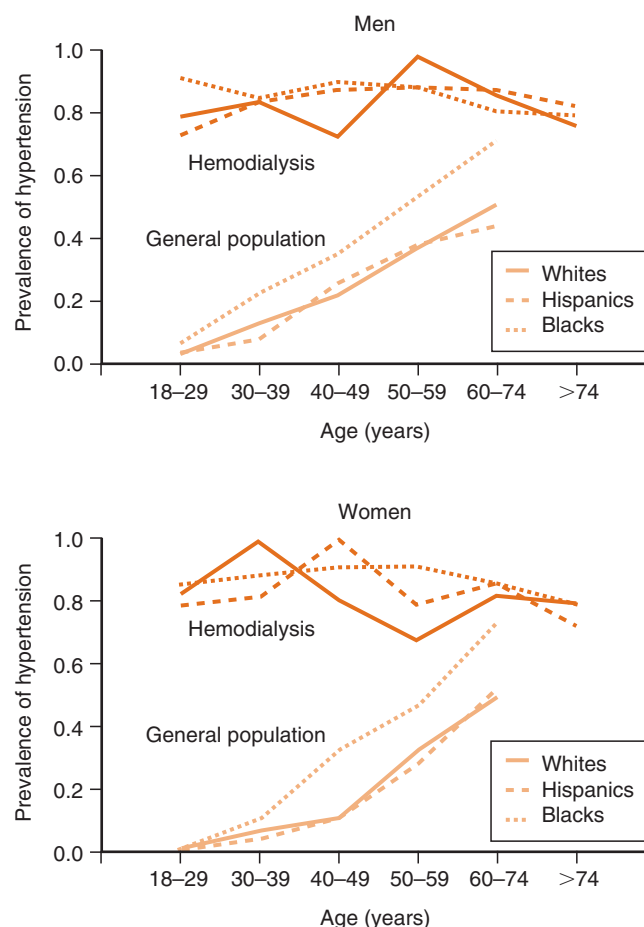 Men
Prevalence of hypertension
1.0
0.8
0.6
0.4
0.2
0.0
Hemodialysis
General population
Whites
Hispanics
Blacks
18–29 30–39 40–49 50–59 60–74 >74
Age (years)
Women
Prevalence of hypertension
1.0
0.8
0.6
0.4
0.2
0.0
Hemodialysis
General population
Whites
Hispanics
Blacks
18–29 30–39 40–49 50–59 60–74 >74
Age (years)